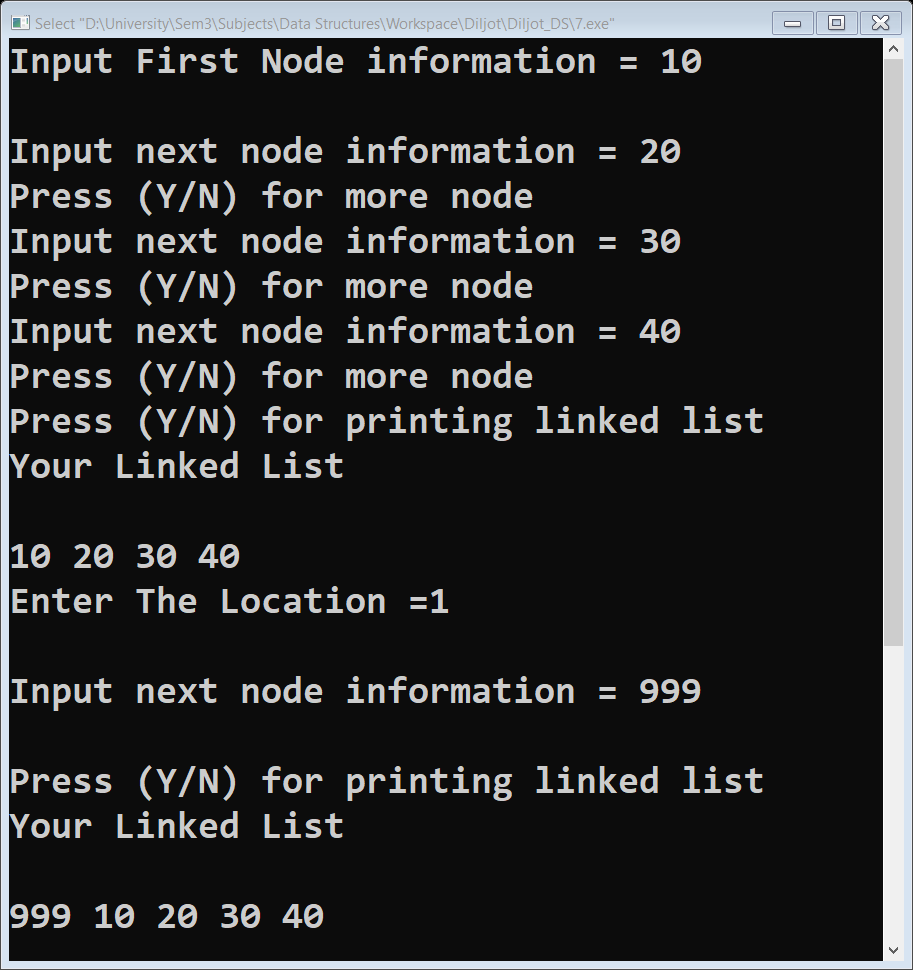 Select "D:\University\Sem3\Subjects\Data Structures\Workspace\Diljot\Diljot_DS\7.exe"
Input First Node information = 10
Input next node information = 20
Press (Y/N) for more node
Input next node information = 30
Press (Y/N) for more node
Input next node information = 40
Press (Y/N) for more node
Press (Y/N) for printing linked list
Your Linked List
10 20 30 40
Enter The Location =1
Input next node information = 999
Press (Y/N) for printing linked list
Your Linked List
999 10 20 30 40